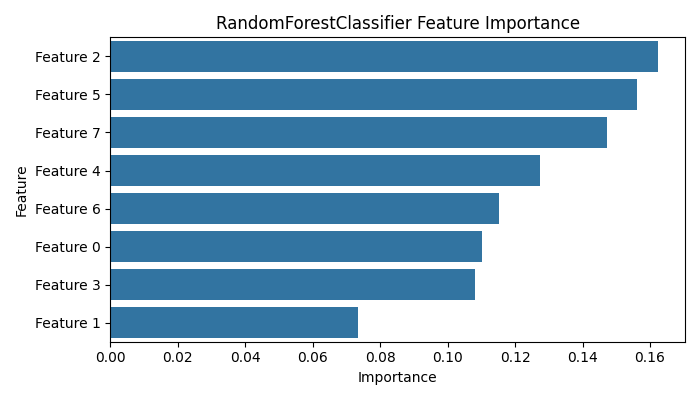 RandomForestClassifier Feature Importance
Feature
Feature 2
Feature 5
Feature 7
Feature 4
Feature 6
Feature 0
Feature 3
Feature 1
0.00 0.02 0.04 0.06 0.08 0.10 0.12 0.14 0.16
Importance